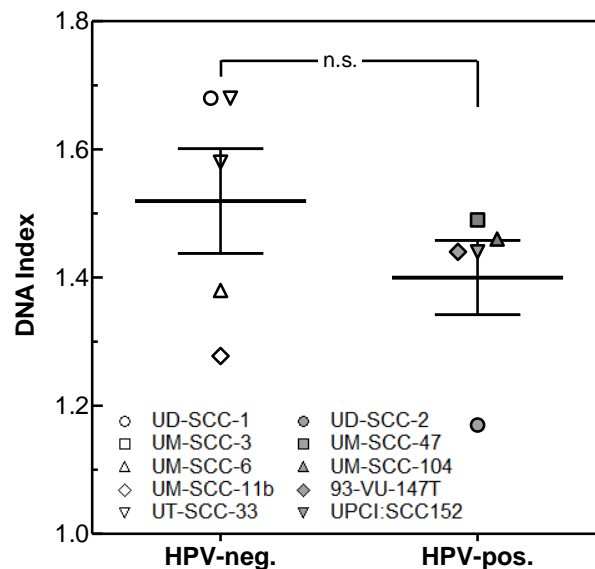 1.8
n.s.
1.6
DNA Index
1.4
1.2
1.0
UD-SCC-1 UD-SCC-2
UM-SCC-3 UM-SCC-47
UM-SCC-6 UM-SCC-104
UM-SCC-11b 93-VU-147T
UT-SCC-33 UPCI:SCC152
HPV-neg. HPV-pos.